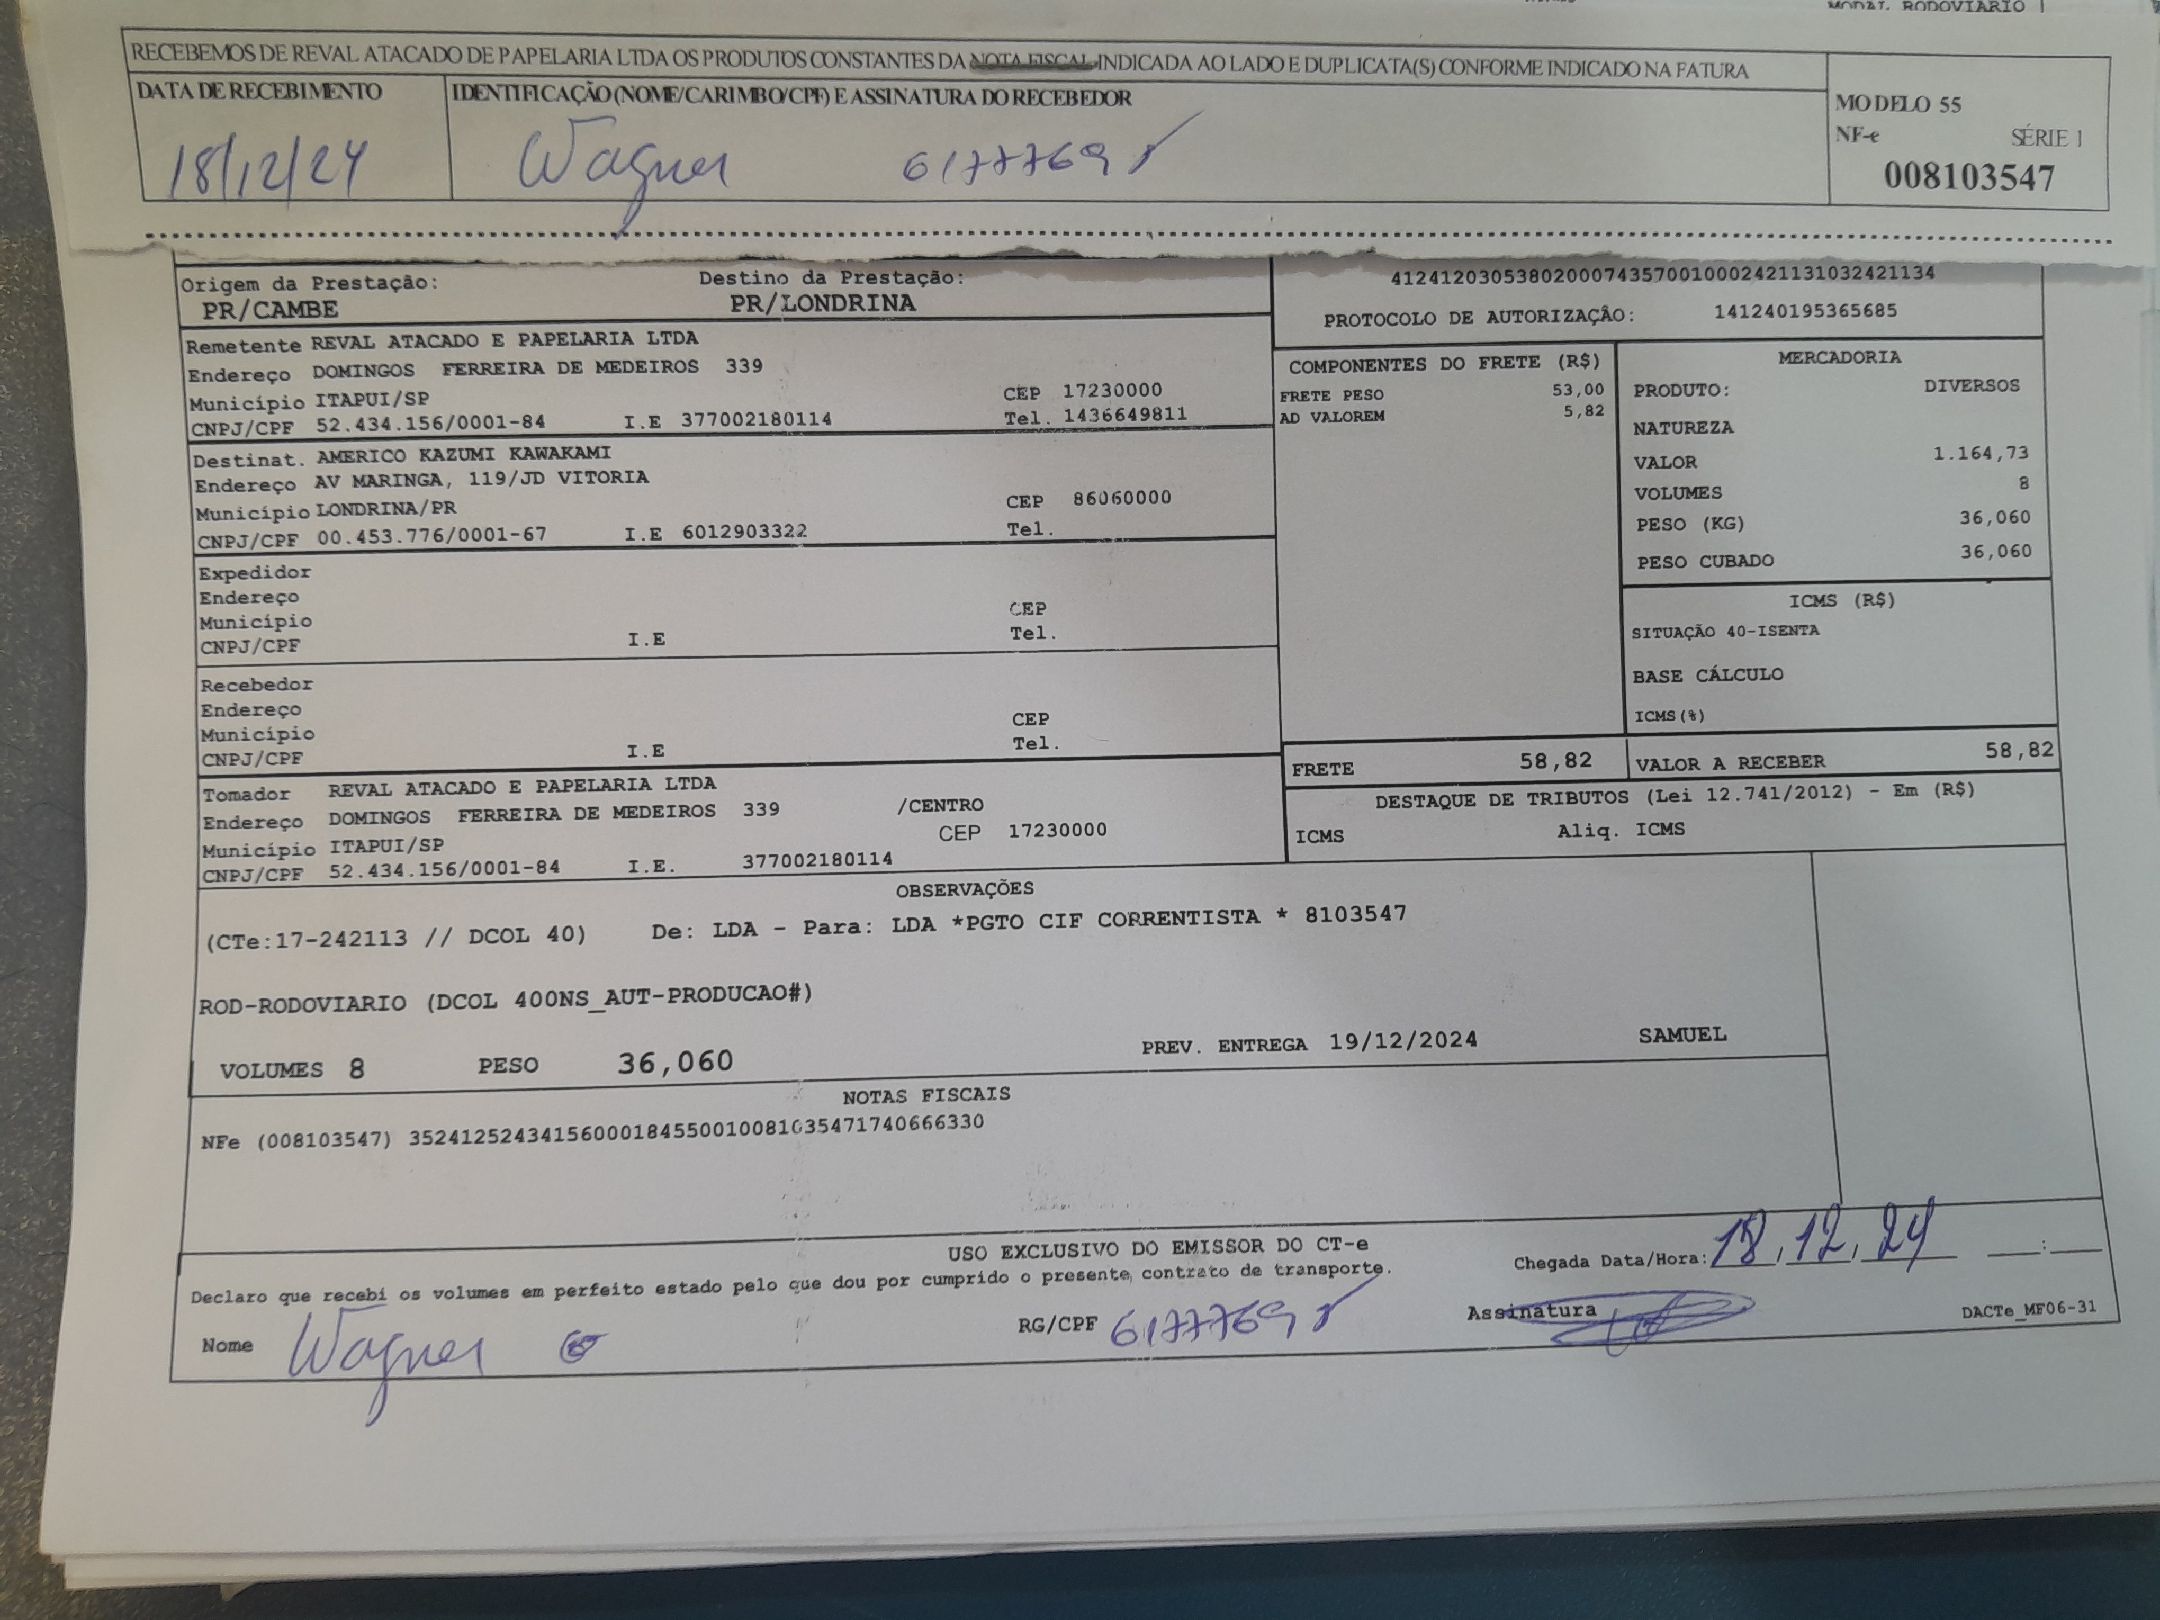 MODAL RODOVIARIO
RECEBEMOS DE REVAL ATACADO DE PAPELARIA LTDA OS PRODUTOS CONSTANTES DA NOTA FISCAL INDICADA AO LADO E DUPLICATA(S) CONFORME INDICADO NA FATURA
DATA DE RECEBIMENTO
IDENTIFICAÇÃO (NOME/CARIMBO/CPF) E ASSINATURA DO RECEBEDOR
MODELO 55
NF-e SÉRIE 1
008103547
18/12/24
Wagner
Origem da Prestação: Destino da Prestação:
PR/CAMBE PR/LONDRINA
41241203053802000743570010002421131032421134
PROTOCOLO DE AUTORIZAÇÃO: 141240195365685
Remetente REVAL ATACADO E PAPELARIA LTDA
Endereço DOMINGOS FERREIRA DE MEDEIROS 339
Município ITAPUI/SP CEP 17230000
CNPJ/CPF 52.434.156/0001-84 I.E 377002180114 Tel. 1436649811
Destinat. AMERICO KAZUMI KAWAKAMI
Endereço AV MARINGA, 119/JD VITORIA
Município LONDRINA/PR CEP 86060000
CNPJ/CPF 00.453.776/0001-67 I.E 6012903322 Tel.
Expedidor
Endereço
Município CEP
CNPJ/CPF I.E Tel.
Recebedor
Endereço
Município CEP
CNPJ/CPF I.E Tel.
Tomador REVAL ATACADO E PAPELARIA LTDA
Endereço DOMINGOS FERREIRA DE MEDEIROS 339 /CENTRO
Município ITAPUI/SP CEP 17230000
CNPJ/CPF 52.434.156/0001-84 I.E. 377002180114
COMPONENTES DO FRETE (R$)
FRETE PESO 53,00
AD VALOREM 5,82
MERCADORIA
PRODUTO: DIVERSOS
NATUREZA
VALOR 1.164,73
VOLUMES 8
PESO (KG) 36,060
PESO CUBADO 36,060
ICMS (R$)
SITUAÇÃO 40-ISENTA
BASE CÁLCULO
ICMS(%)
FRETE 58,82
VALOR A RECEBER 58,82
DESTAQUE DE TRIBUTOS (Lei 12.741/2012) - Em (R$)
ICMS Aliq. ICMS
OBSERVAÇÕES
(CTe:17-242113 // DCOL 40) De: LDA - Para: LDA *PGTO CIF CORRENTISTA * 8103547
ROD-RODOVIARIO (DCOL 400NS_AUT-PRODUCAO#)
VOLUMES 8 PESO 36,060 PREV. ENTREGA 19/12/2024 SAMUEL
NOTAS FISCAIS
NFe (008103547) 35241252434156000184550010081035471740666330
USO EXCLUSIVO DO EMISSOR DO CT-e
Chegada Data/Hora: 18,12,24 __:__
Declaro que recebi os volumes em perfeito estado pelo que dou por cumprido o presente contrato de transporte.
Nome Wagner RG/CPF Assinatura
DACTe_MF06-31